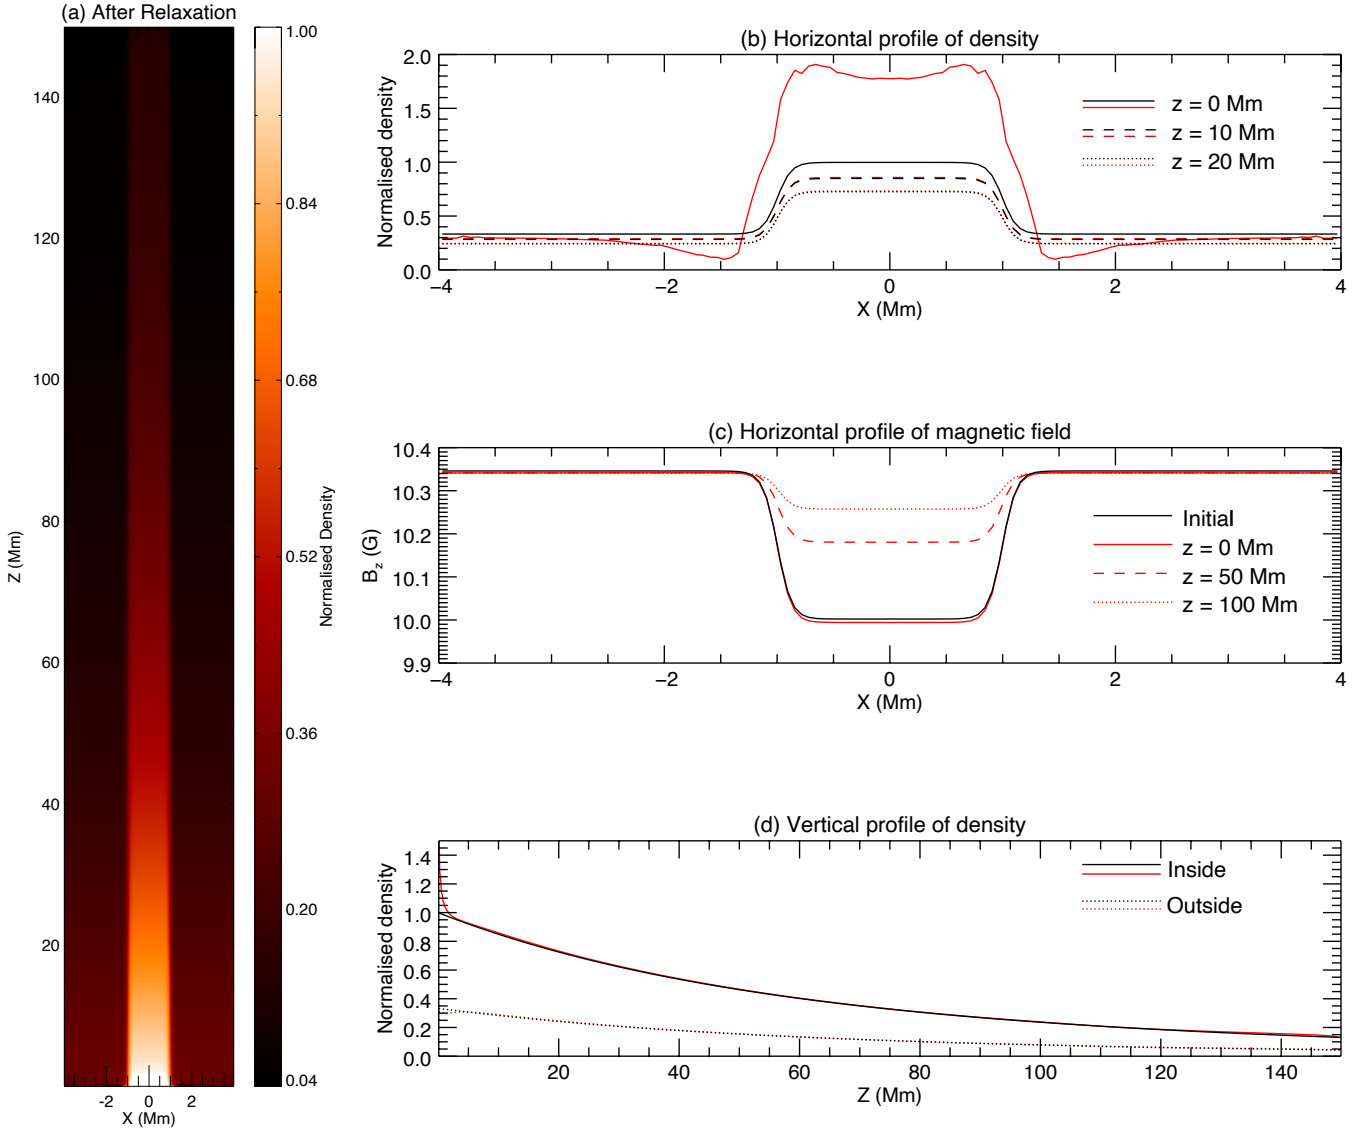 (a) After Relaxation
140
120
100
80
60
40
20
Z (Mm)
-2
0
2
X (Mm)
1.00
0.84
0.68
0.52
0.36
0.20
0.04
Normalised Density
(b) Horizontal profile of density
2.0
1.5
1.0
0.5
0.0
Normalised density
−4
−2
0
2
4
X (Mm)
z = 0 Mm
z = 10 Mm
z = 20 Mm
(c) Horizontal profile of magnetic field
10.4
10.3
10.2
10.1
10.0
9.9
B_z (G)
−4
−2
0
2
4
X (Mm)
Initial
z = 0 Mm
z = 50 Mm
z = 100 Mm
(d) Vertical profile of density
1.4
1.2
1.0
0.8
0.6
0.4
0.2
0.0
Normalised density
20
40
60
80
100
120
140
Z (Mm)
Inside
Outside